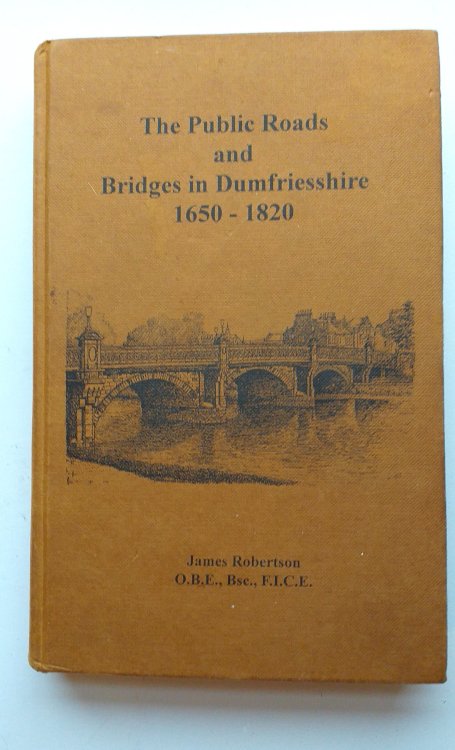 The Public Roads
and
Bridges in Dumfriesshire
1650 - 1820
James Robertson
O.B.E., Bsc., F.I.C.E.